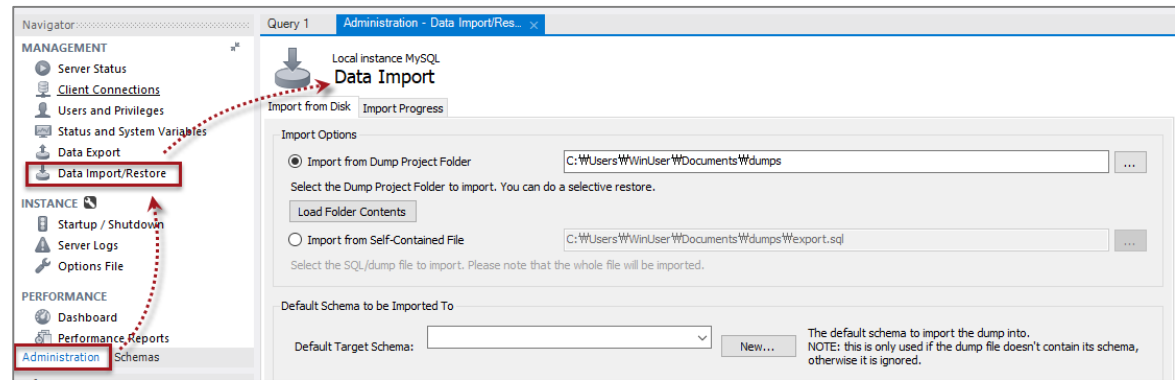 Navigator
MANAGEMENT
Server Status
Client Connections
Users and Privileges
Status and System Variables
Data Export
Data Import/Restore
INSTANCE
Startup / Shutdown
Server Logs
Options File
PERFORMANCE
Dashboard
Performance Reports
Administration Schemas
Query 1 Administration - Data Import/Res... ×
Local instance MySQL
Data Import
Import from Disk Import Progress
Import Options
Import from Dump Project Folder C:₩Users₩WinUser₩Documents₩dumps ...
Select the Dump Project Folder to import. You can do a selective restore.
Load Folder Contents
Import from Self-Contained File C:₩Users₩WinUser₩Documents₩dumps₩export.sql ...
Select the SQL/dump file to import. Please note that the whole file will be imported.
Default Schema to be Imported To
Default Target Schema: New... The default schema to import the dump into.
NOTE: this is only used if the dump file doesn't contain its schema,
otherwise it is ignored.